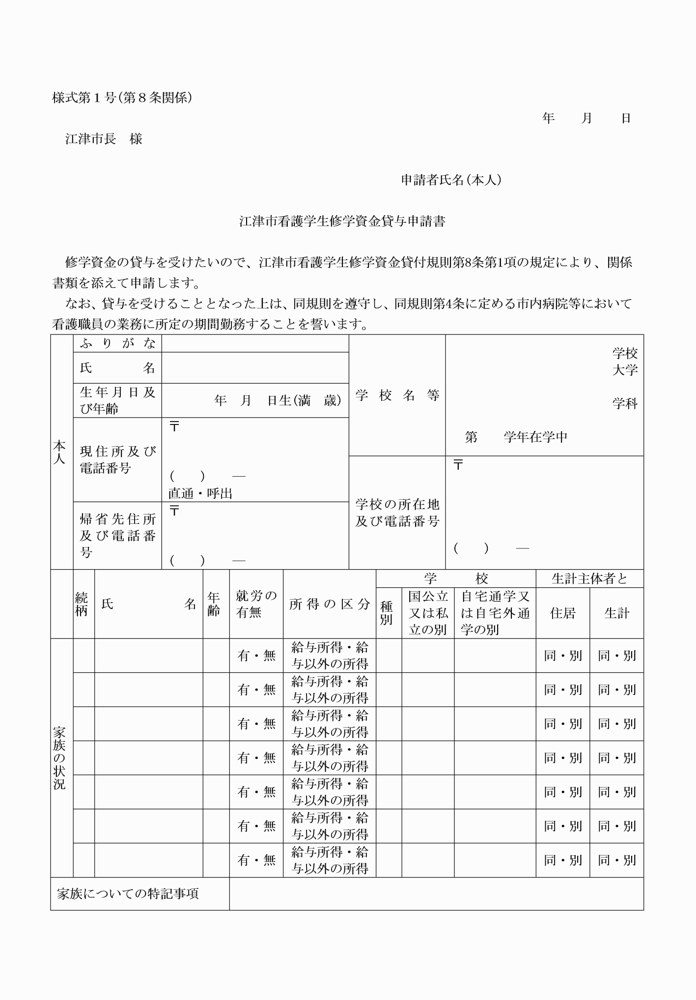 様式第１号（第８条関係）
年　　月　　日
江津市長　様
申請者氏名（本人）
江津市看護学生修学資金貸与申請書
　修学資金の貸与を受けたいので、江津市看護学生修学資金貸付規則第8条第1項の規定により、関係
書類を添えて申請します。
　なお、貸与を受けることとなった上は、同規則を遵守し、同規則第4条に定める市内病院等において
看護職員の業務に所定の期間勤務することを誓います。
本人
ふりがな
氏　　　　名
生年月日及
び年齢
年　月　日生（満　歳）
現住所及び
電話番号
〒
（　　）　　―
直通・呼出
帰省先住所
及び電話番
号
〒
（　　）　　―
学校名等
学校
大学
学科
第　　学年在学中
学校の所在地
及び電話番号
〒
（　　）　　―
続柄
氏　　　　名
年齢
就労の
有無
所得の区分
学　　　校
種別
国公立
又は私
立の別
自宅通学又
は自宅外通
学の別
生計主体者と
住居
生計
家族の状況
有・無
給与所得・給
与以外の所得
同・別
同・別
有・無
給与所得・給
与以外の所得
同・別
同・別
有・無
給与所得・給
与以外の所得
同・別
同・別
有・無
給与所得・給
与以外の所得
同・別
同・別
有・無
給与所得・給
与以外の所得
同・別
同・別
有・無
給与所得・給
与以外の所得
同・別
同・別
有・無
給与所得・給
与以外の所得
同・別
同・別
家族についての特記事項